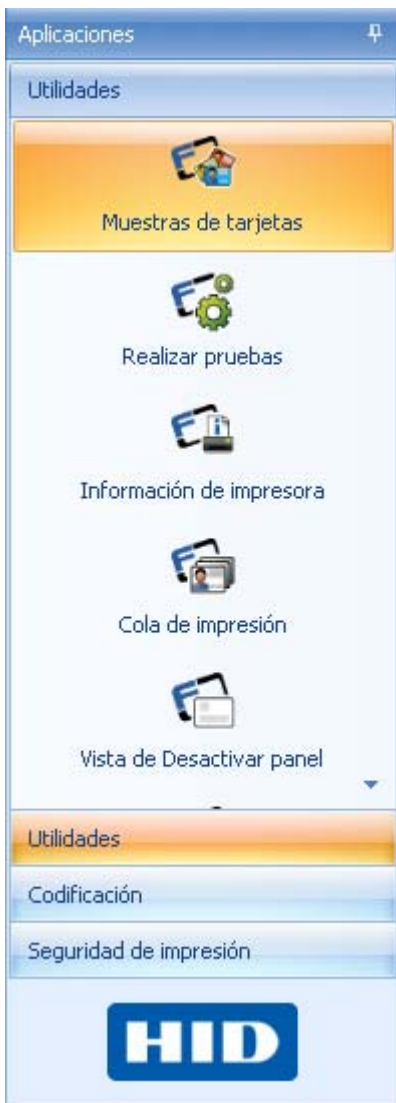 Aplicaciones
Utilidades
Muestras de tarjetas
Realizar pruebas
Información de impresora
Cola de impresión
Vista de Desactivar panel
Utilidades
Codificación
Seguridad de impresión
HID